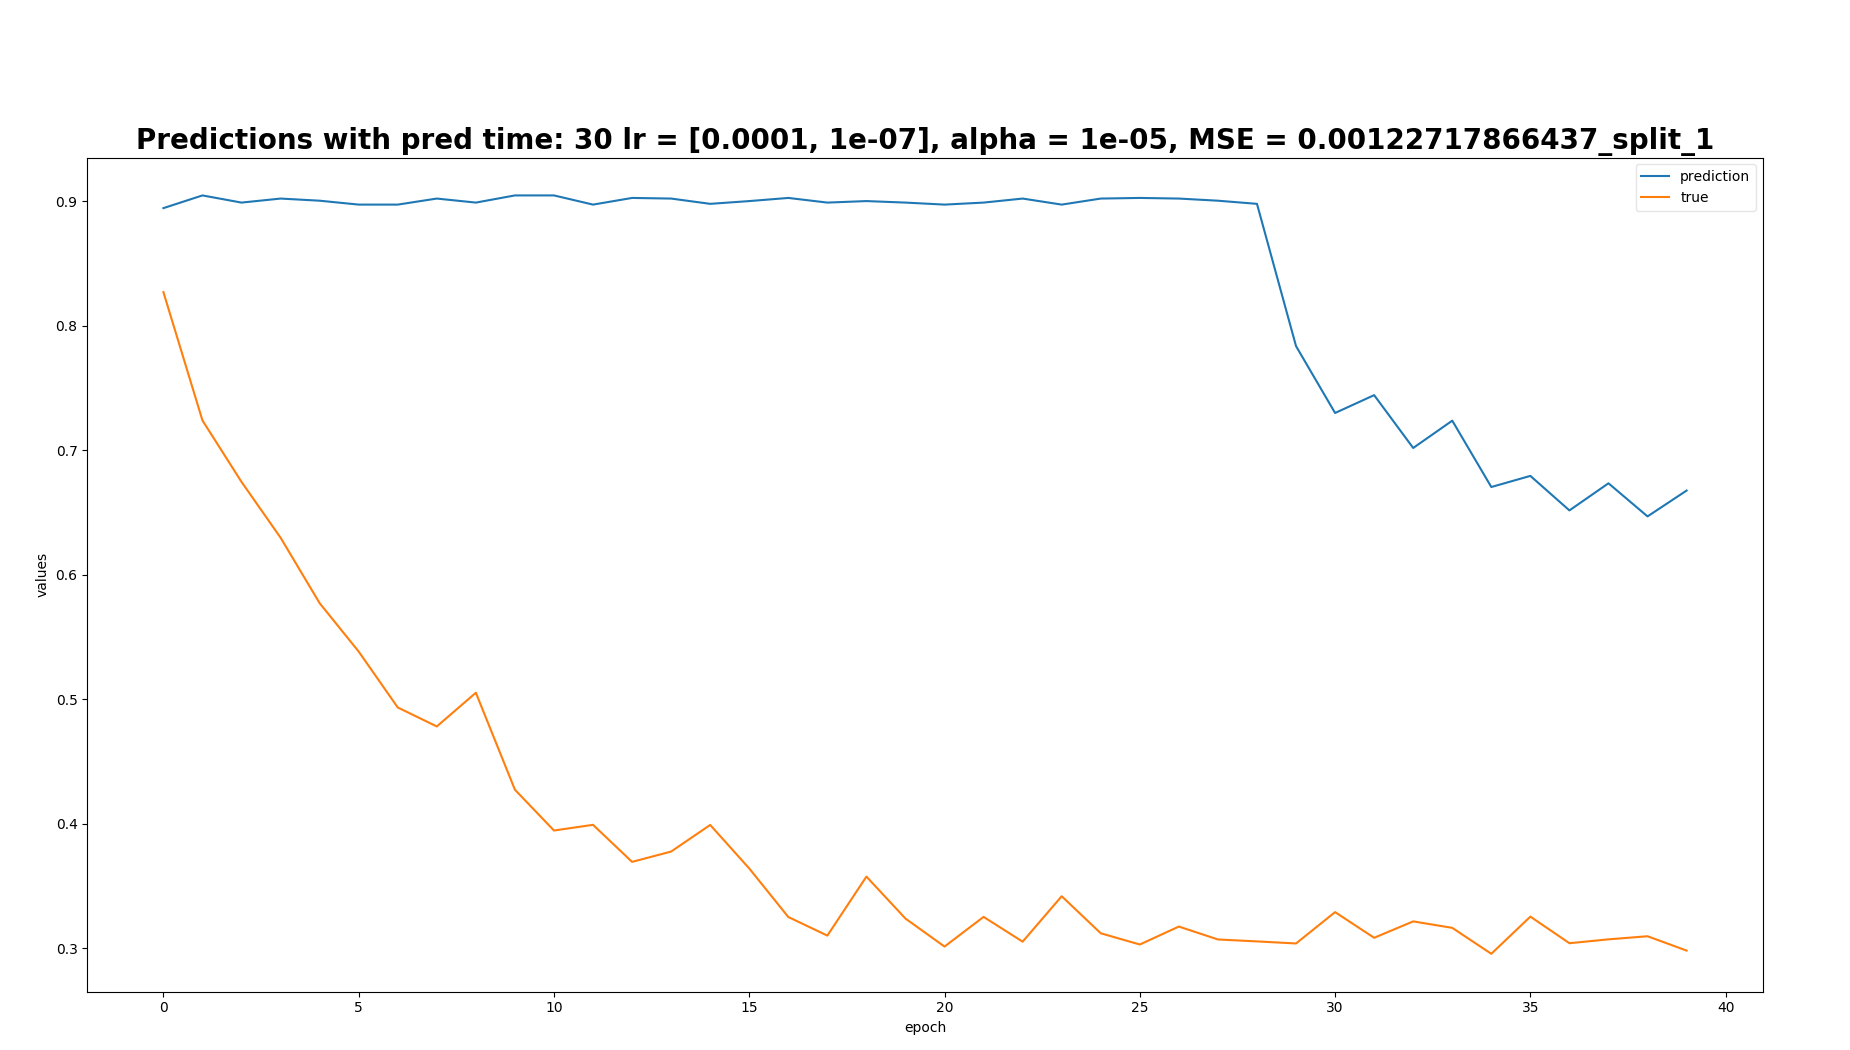 Predictions with pred time: 30 lr = [0.0001, 1e-07], alpha = 1e-05, MSE = 0.00122717866437_split_1
prediction
true
0.9
0.8
0.7
0.6
0.5
0.4
0.3
values
0 5 10 15 20 25 30 35 40
epoch